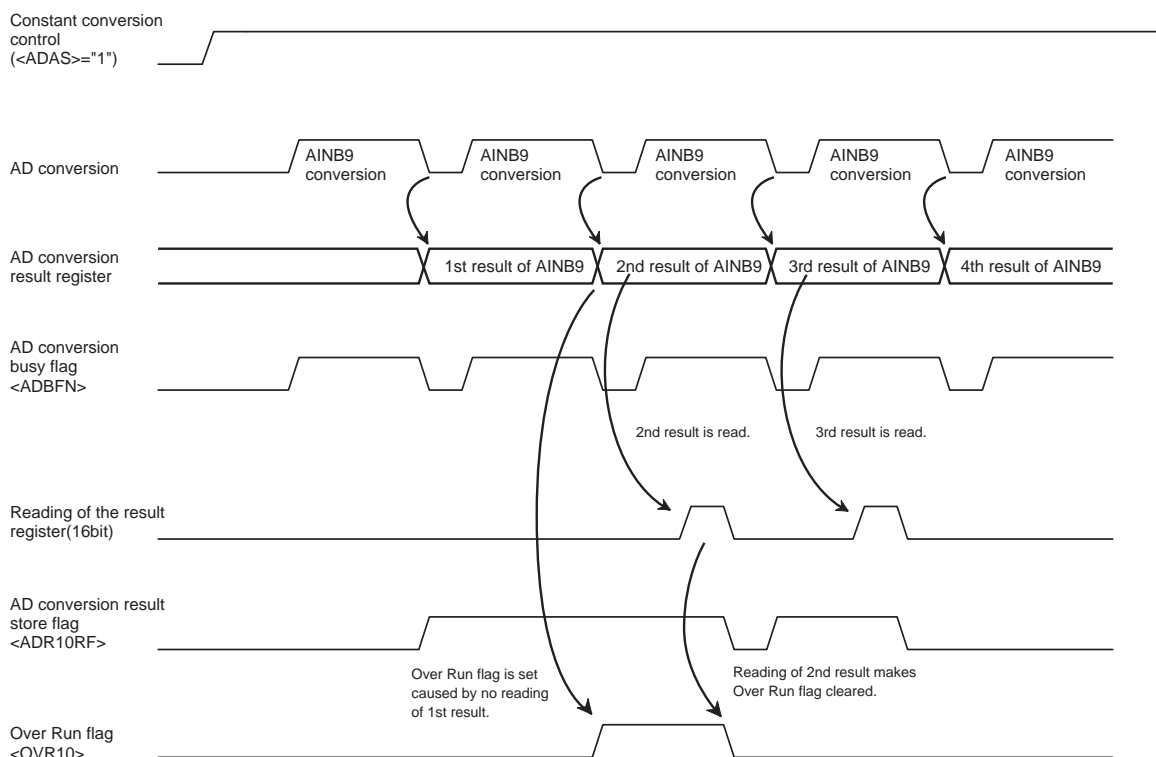 Constant conversion
control
(<ADAS>="1")
AD conversion
AINB9
conversion
AINB9
conversion
AINB9
conversion
AINB9
conversion
AINB9
conversion
AD conversion
result register
1st result of AINB9
2nd result of AINB9
3rd result of AINB9
4th result of AINB9
AD conversion
busy flag
<ADBFN>
2nd result is read.
3rd result is read.
Reading of the result
register(16bit)
AD conversion result
store flag
<ADR10RF>
Over Run flag is set
caused by no reading
of 1st result.
Reading of 2nd result makes
Over Run flag cleared.
Over Run flag
<OVR10>